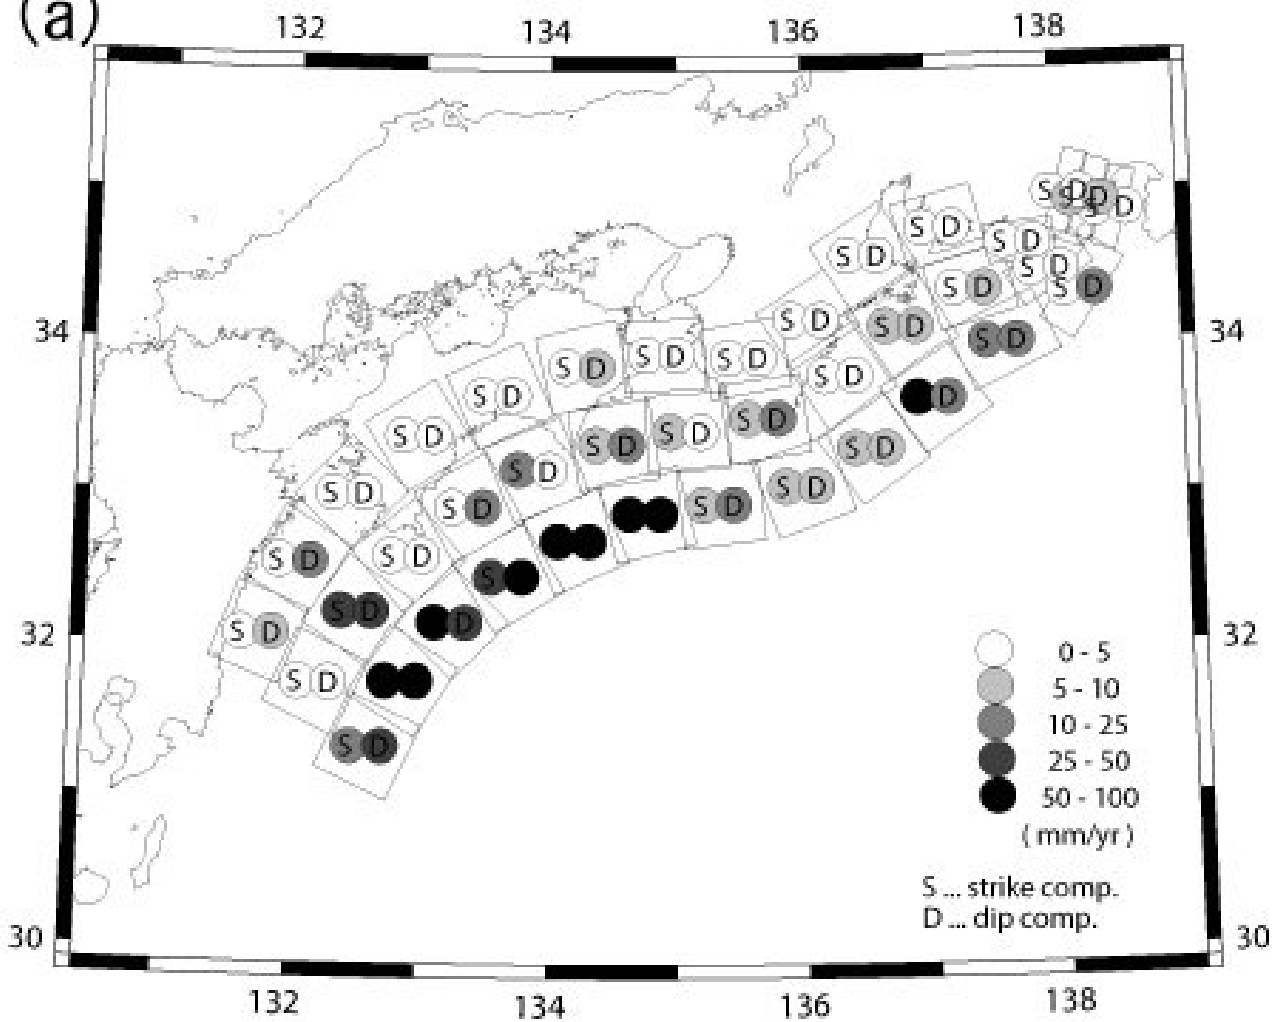 (a)
132 134 136 138
S D S D S D
S D
S D S D
S D S D
S D S D S D
34 S D S D S D 34
S D S D S D S D
S D S D
S D S D S D S D
S D S D S D
S D S D S D
S D S D
S D S D
S D
32 S D S D D 32
S D
S D
0 - 5
5 - 10
10 - 25
25 - 50
50 - 100
( mm/yr )
S ... strike comp.
D ... dip comp.
30 30
132 134 136 138